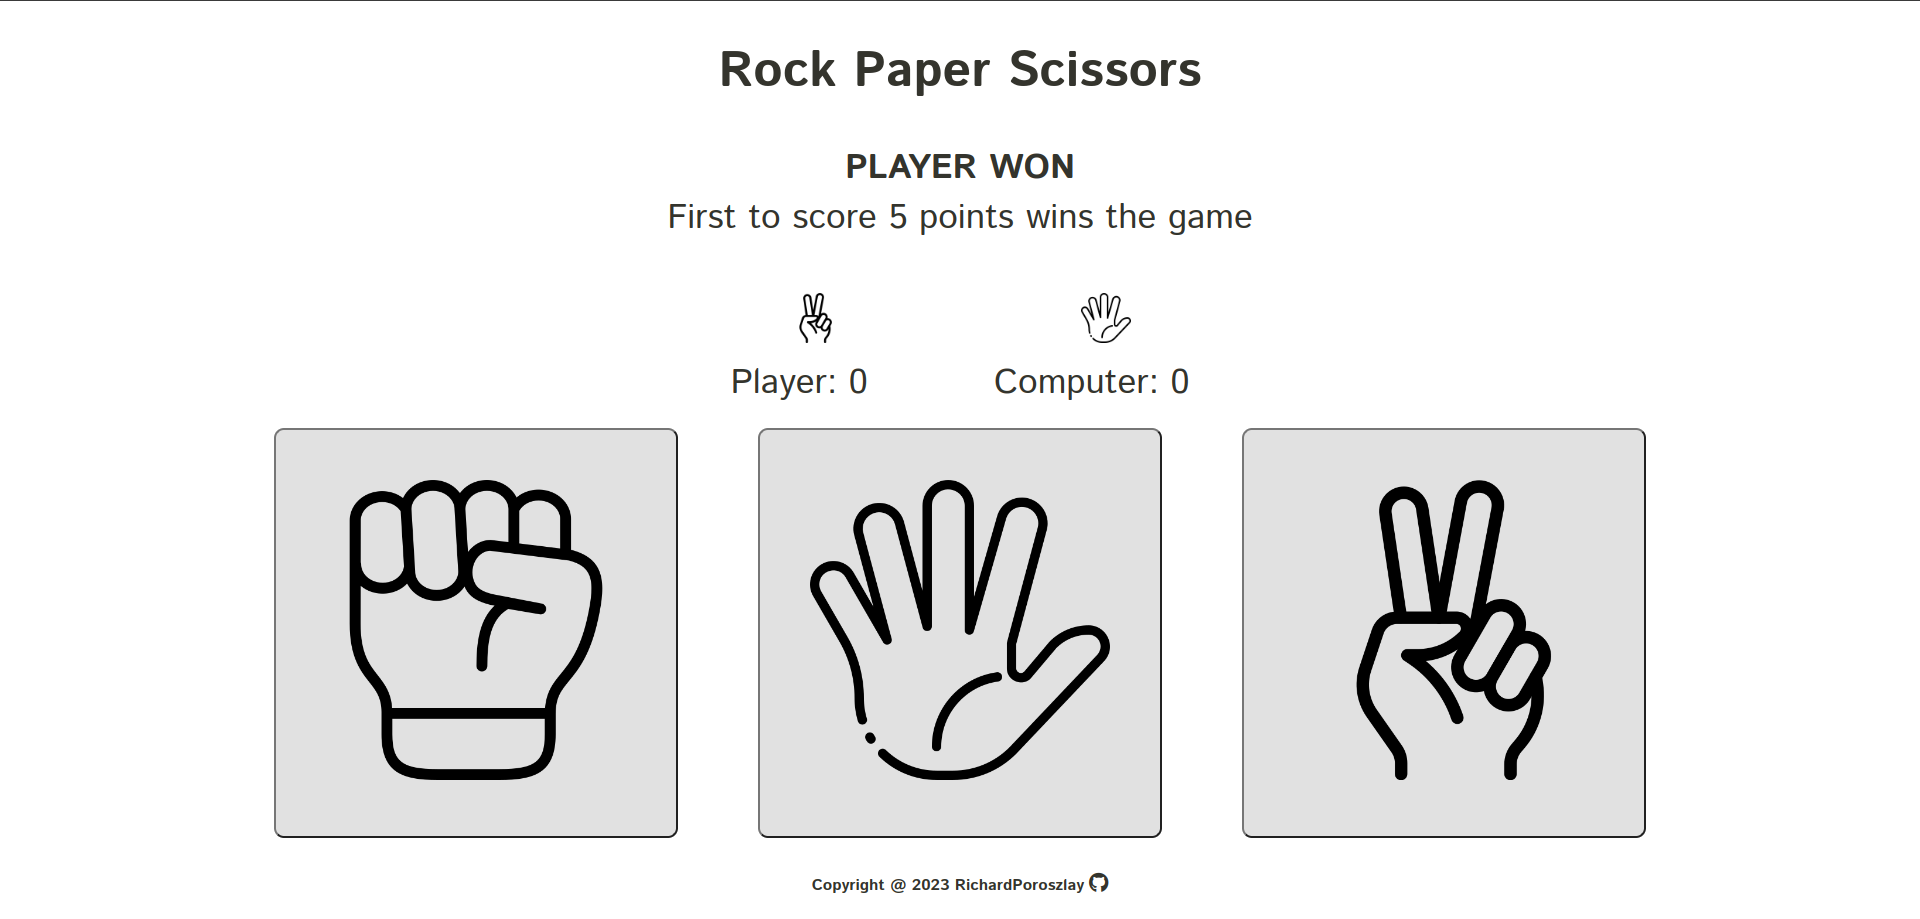 Rock Paper Scissors
PLAYER WON
First to score 5 points wins the game
Player: 0
Computer: 0
Copyright @ 2023 RichardPoroszlay